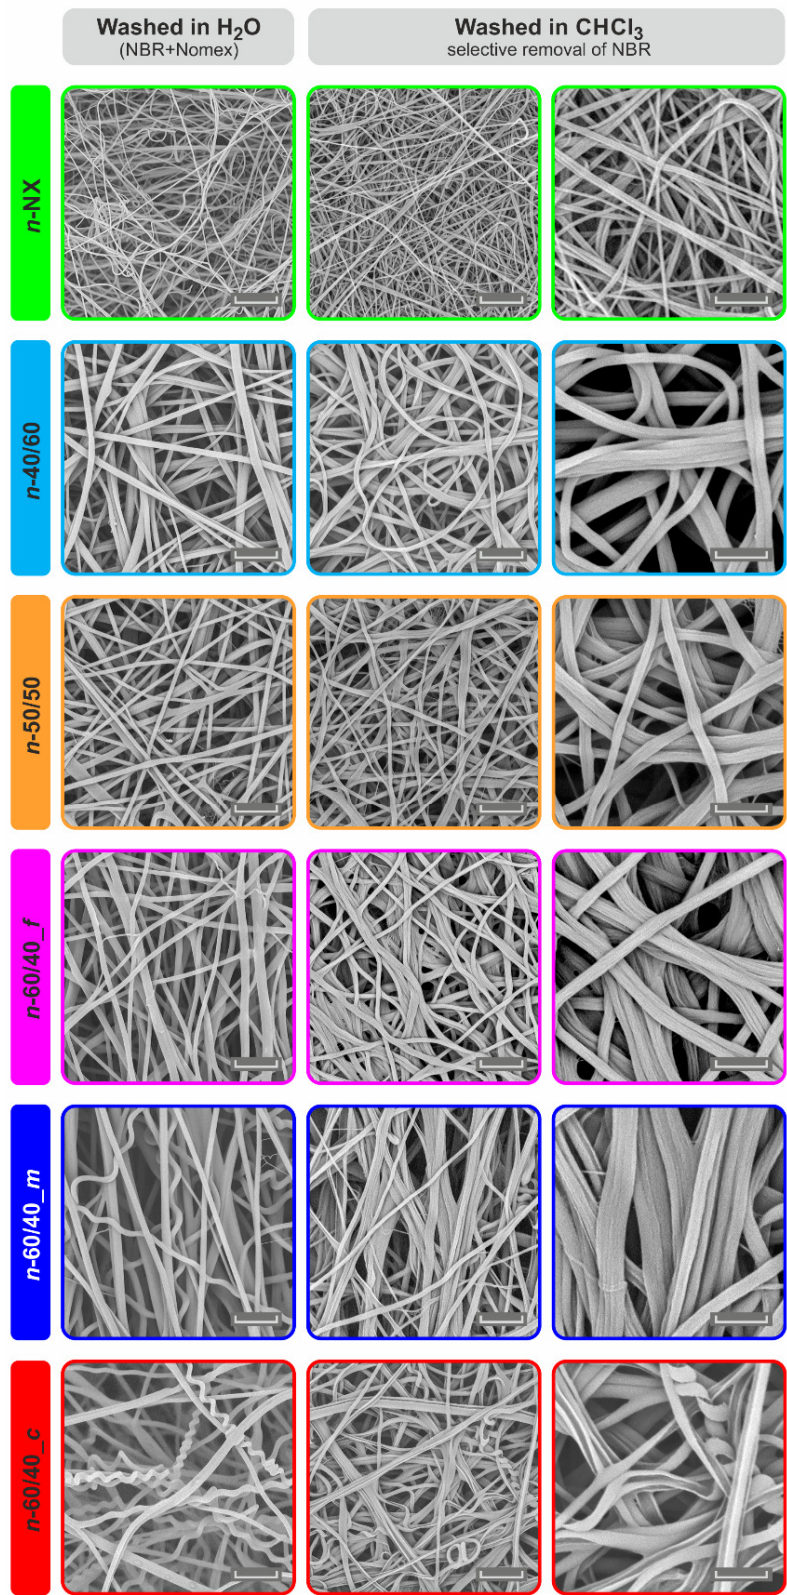 Washed in H₂O
(NBR+Nomex)
Washed in CHCl₃
selective removal of NBR
n-NX
n-40/60
n-50/50
n-60/40_f
n-60/40_m
n-60/40_c